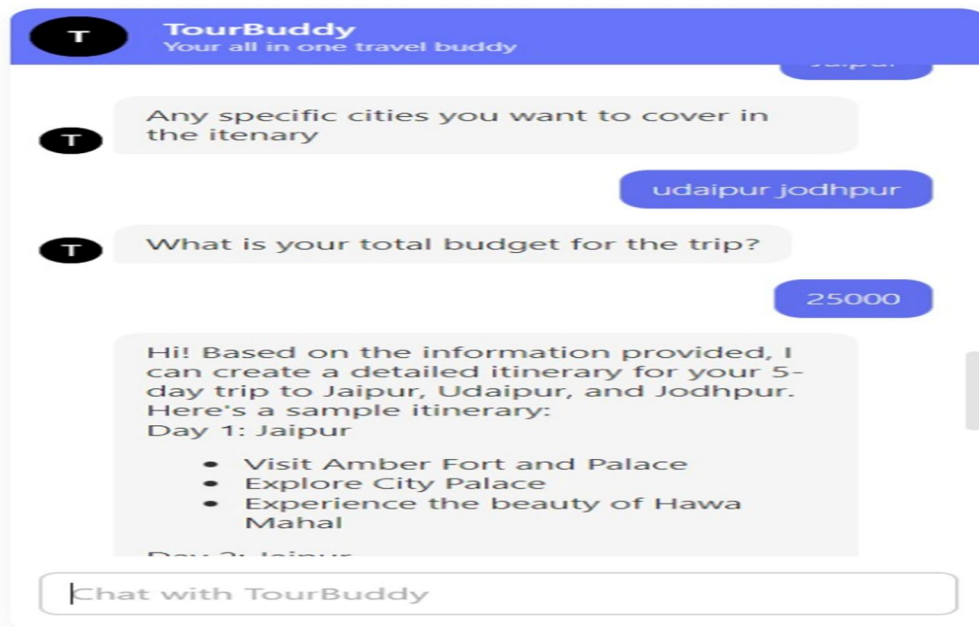 T
TourBuddy
Your all in one travel buddy
Any specific cities you want to cover in
the itenary
T
udaipur jodhpur
What is your total budget for the trip?
T
25000
Hi! Based on the information provided, I
can create a detailed itinerary for your 5-
day trip to Jaipur, Udaipur, and Jodhpur.
Here's a sample itinerary:
Day 1: Jaipur
• Visit Amber Fort and Palace
• Explore City Palace
• Experience the beauty of Hawa
Mahal
Chat with TourBuddy